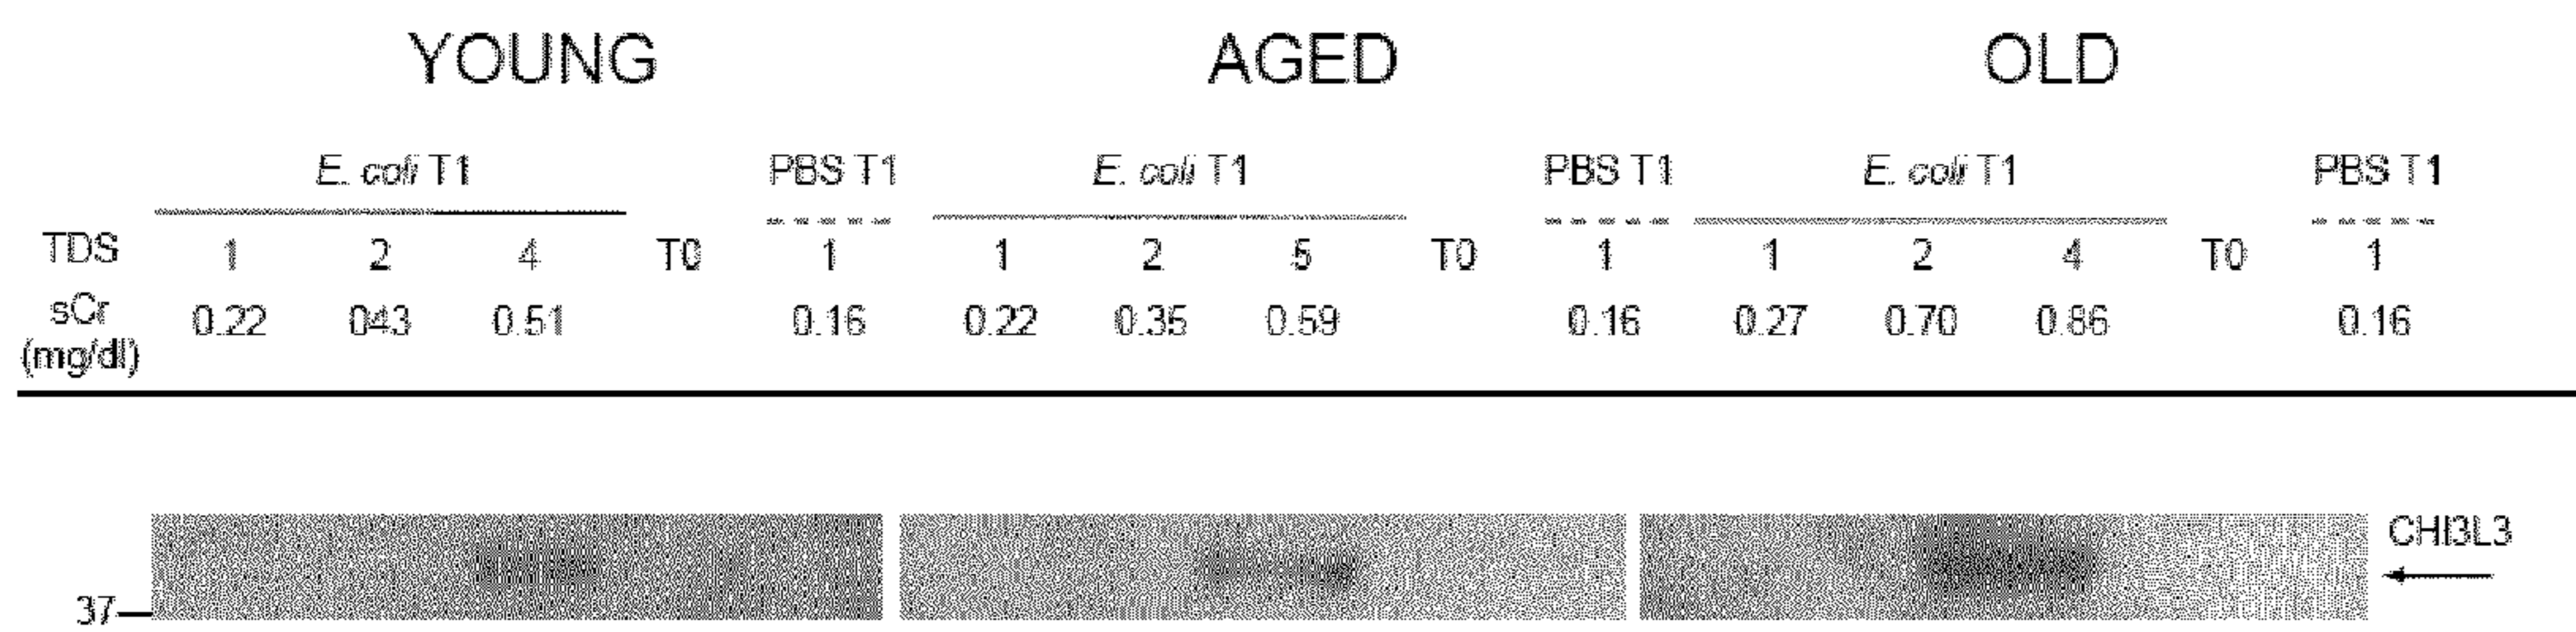 YOUNG AGED OLD
E. coli T1 PBS T1 E. coli T1 PBS T1 E. coli T1 PBS T1
TDS 1 2 4 T0 1 1 2 5 T0 1 1 2 4 T0 1
sCr 0.22 043 0.51 0.16 0.22 0.35 0.59 0.16 0.27 0.70 0.86 0.16
(mg/dl)
CHI3L3
37